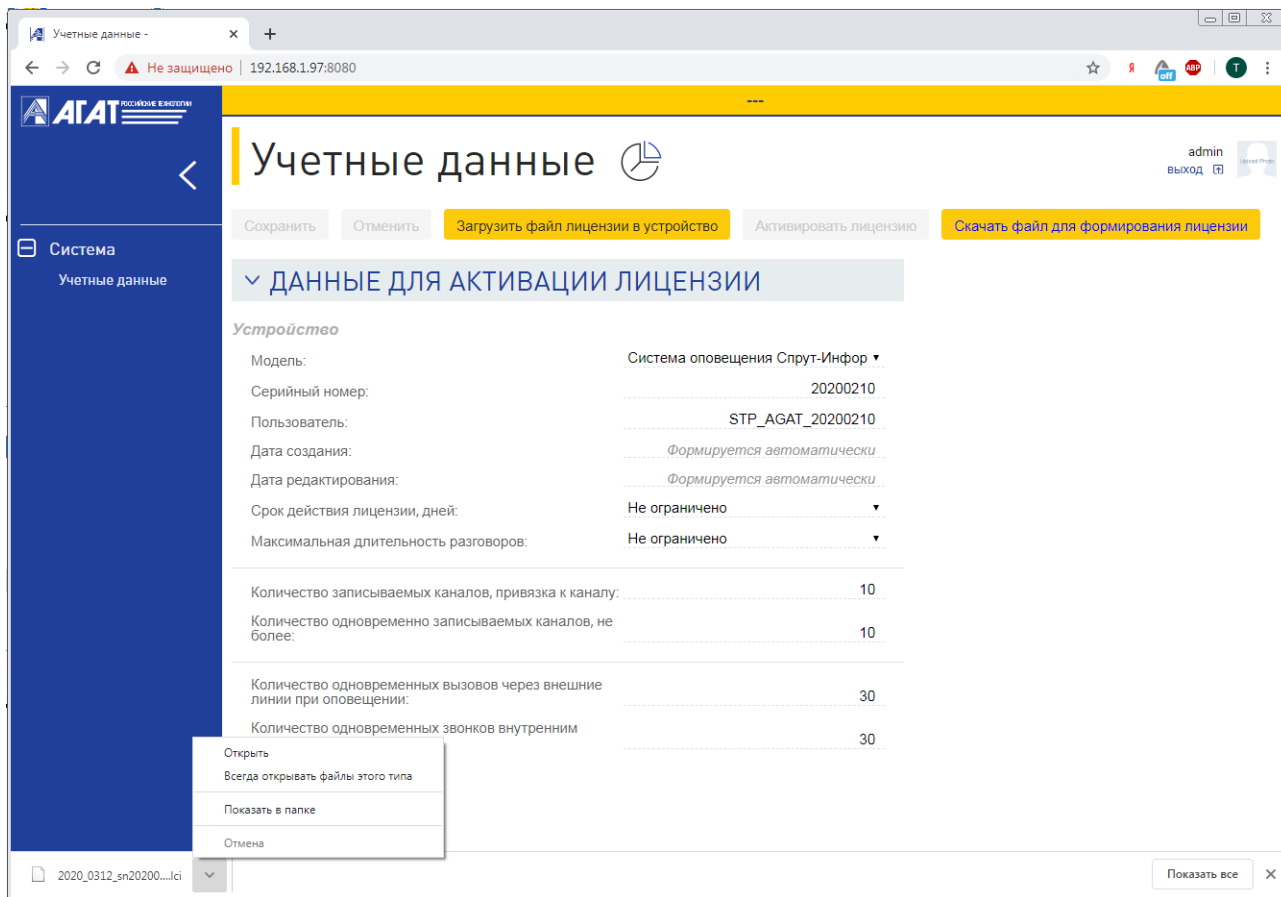 Учетные данные -
Не защищено
192.168.1.97:8080
Я
off
ABP
T
АГАТ РОССИЙСКИЕ ТЕХНОЛОГИИ
---
Учетные данные
admin
выход
Upload Photo
Сохранить
Отменить
Загрузить файл лицензии в устройство
Активировать лицензию
Скачать файл для формирования лицензии
Система
Учетные данные
ДАННЫЕ ДЛЯ АКТИВАЦИИ ЛИЦЕНЗИИ
Устройство
Модель:
Система оповещения Спрут-Инфор
Серийный номер:
20200210
Пользователь:
STP_AGAT_20200210
Дата создания:
Формируется автоматически
Дата редактирования:
Формируется автоматически
Срок действия лицензии, дней:
Не ограничено
Максимальная длительность разговоров:
Не ограничено
Количество записываемых каналов, привязка к каналу:
10
Количество одновременно записываемых каналов, не
более:
10
Количество одновременных вызовов через внешние
линии при оповещении:
30
Количество одновременных звонков внутренним
30
Открыть
Всегда открывать файлы этого типа
Показать в папке
Отмена
2020_0312_sn20200....lci
Показать все